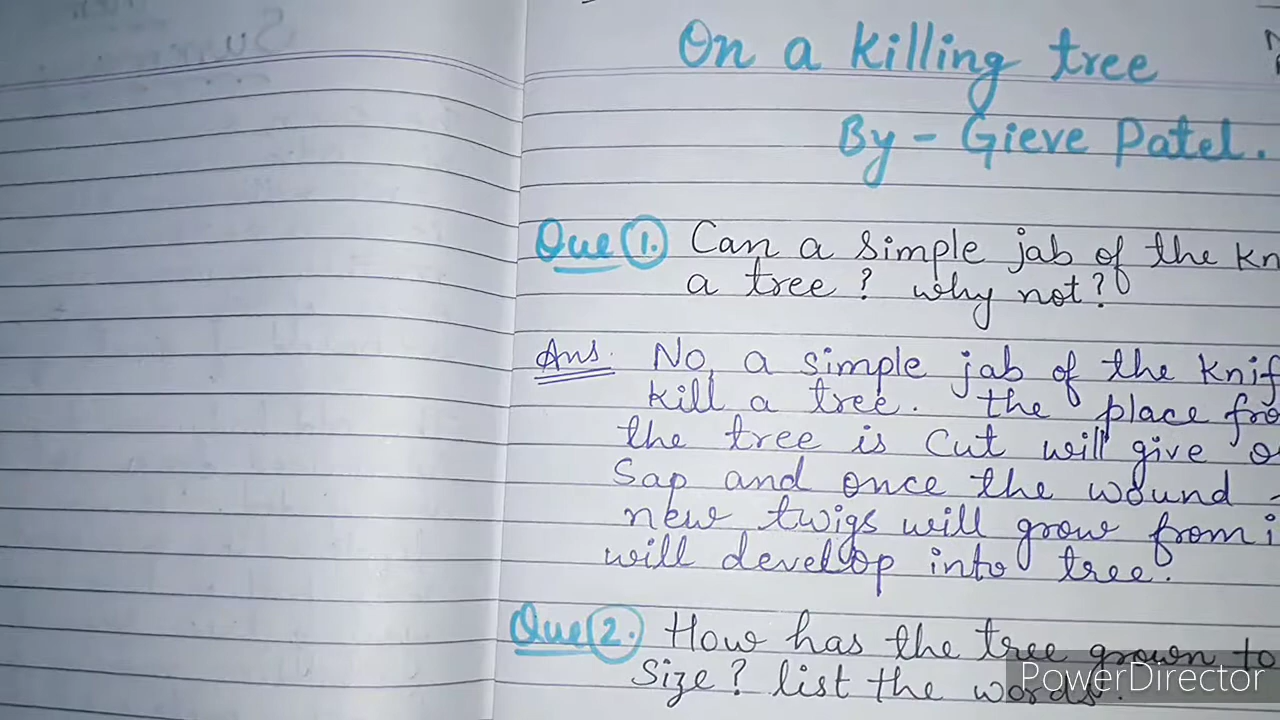 On a killing tree
By - Gieve Patel.
Que 1. Can a simple jab of the kn
a tree? why not?
Ans. No, a simple jab of the knif
kill a tree. the place fro
the tree is cut will give o
Sap and once the wound
new twigs will grow from i
will develop into tree.
Que 2. How has the tree grown to
Size? list the words.
PowerDirector